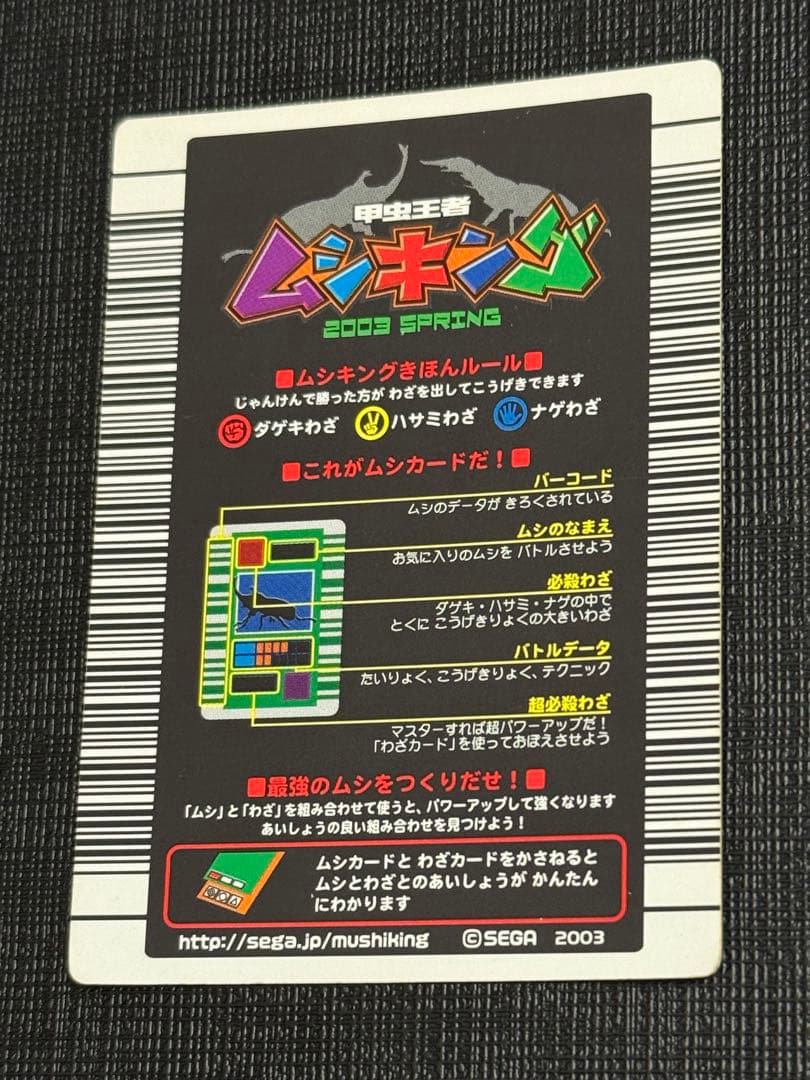 甲虫王者
ムシキング
2003 SPRING
■ムシキングきほんルール■
じゃんけんで勝った方が わざを出してこうげきできます
ダゲキわざ ハサミわざ ナゲわざ
■これがムシカードだ！■
バーコード
ムシのデータが きろくされている
ムシのなまえ
お気に入りのムシを バトルさせよう
必殺わざ
ダゲキ・ハサミ・ナゲの中で
とくに こうげきりょくの大きいわざ
バトルデータ
たいりょく、こうげきりょく、テクニック
超必殺わざ
マスターすれば超パワーアップだ！
「わざカード」を使っておぼえさせよう
■最強のムシをつくりだせ！■
「ムシ」と「わざ」を組み合わせて使うと、パワーアップして強くなります
あいしょうの良い組み合わせを見つけよう！
ムシカードと わざカードをかさねると
ムシとわざとのあいしょうが かんたん
にわかります
http://sega.jp/mushiking ©SEGA 2003